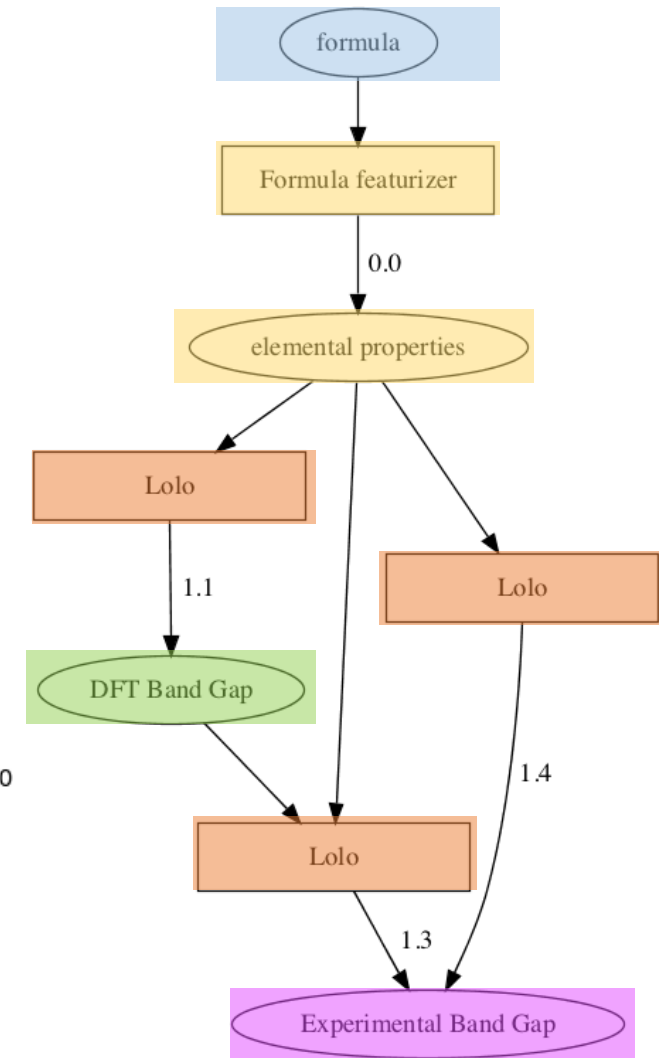 formula
Formula featurizer
0.0
elemental properties
Lolo
Lolo
1.1
DFT Band Gap
0
1.4
Lolo
1.3
Experimental Band Gap